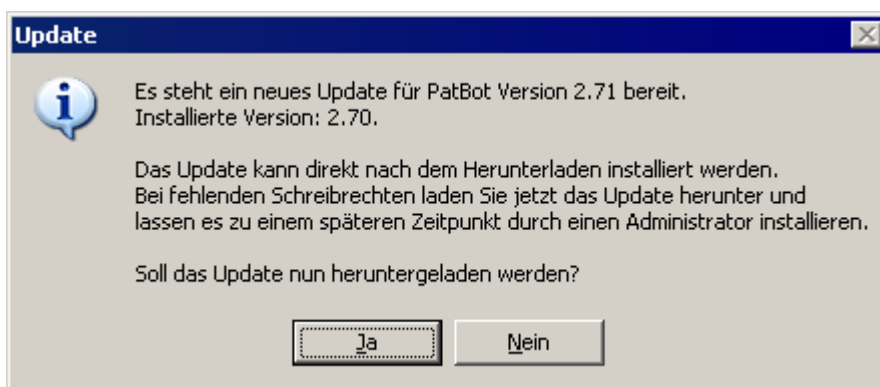 Update
Es steht ein neues Update für PatBot Version 2.71 bereit.
Installierte Version: 2.70.
Das Update kann direkt nach dem Herunterladen installiert werden.
Bei fehlenden Schreibrechten laden Sie jetzt das Update herunter und
lassen es zu einem späteren Zeitpunkt durch einen Administrator installieren.
Soll das Update nun heruntergeladen werden?
Ja
Nein